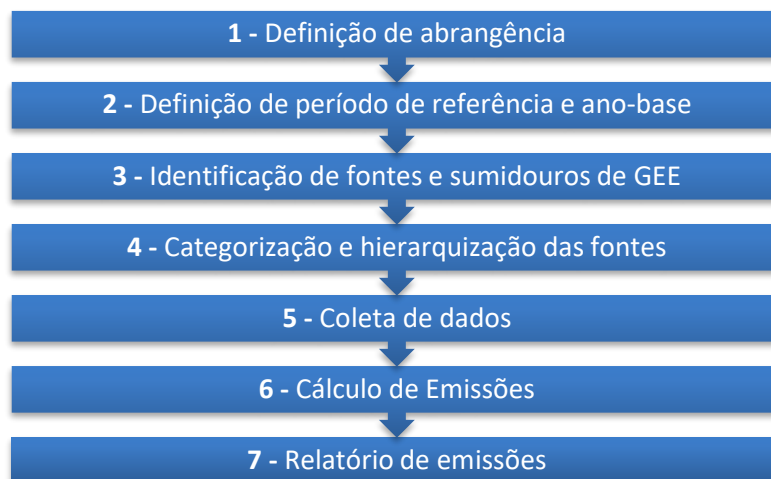 1 - Definição de abrangência
2 - Definição de período de referência e ano-base
3 - Identificação de fontes e sumidouros de GEE
4 - Categorização e hierarquização das fontes
5 - Coleta de dados
6 - Cálculo de Emissões
7 - Relatório de emissões